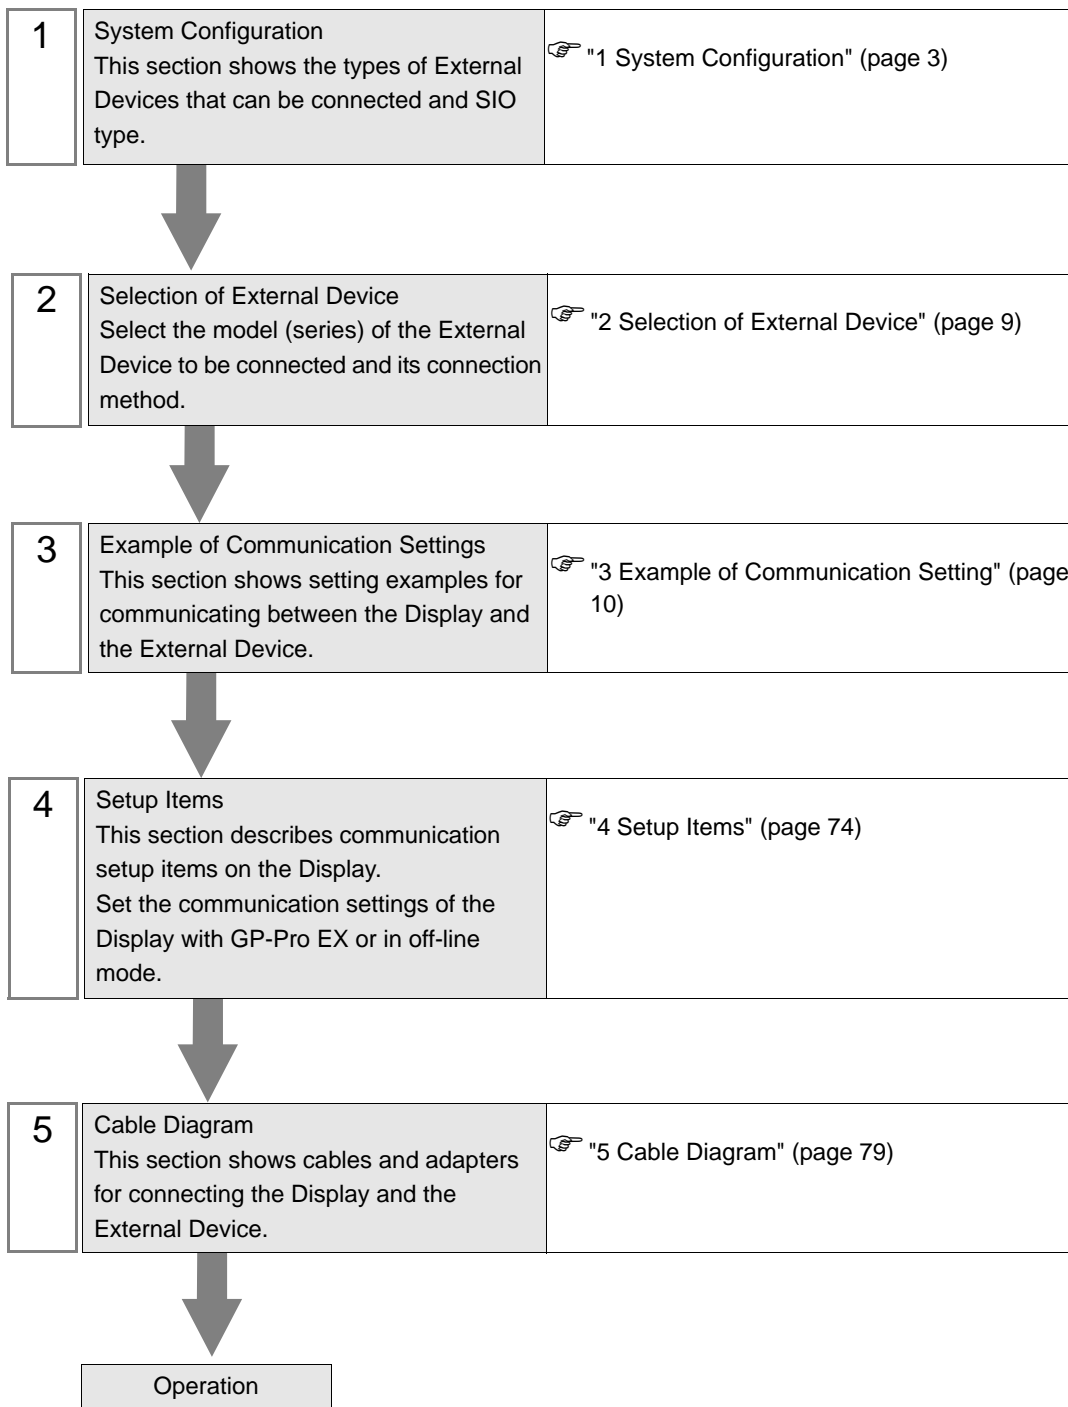 1
System Configuration
This section shows the types of External
Devices that can be connected and SIO
type.
"1 System Configuration" (page 3)
2
Selection of External Device
Select the model (series) of the External
Device to be connected and its connection
method.
"2 Selection of External Device" (page 9)
3
Example of Communication Settings
This section shows setting examples for
communicating between the Display and
the External Device.
"3 Example of Communication Setting" (page
10)
4
Setup Items
This section describes communication
setup items on the Display.
Set the communication settings of the
Display with GP-Pro EX or in off-line
mode.
"4 Setup Items" (page 74)
5
Cable Diagram
This section shows cables and adapters
for connecting the Display and the
External Device.
"5 Cable Diagram" (page 79)
Operation